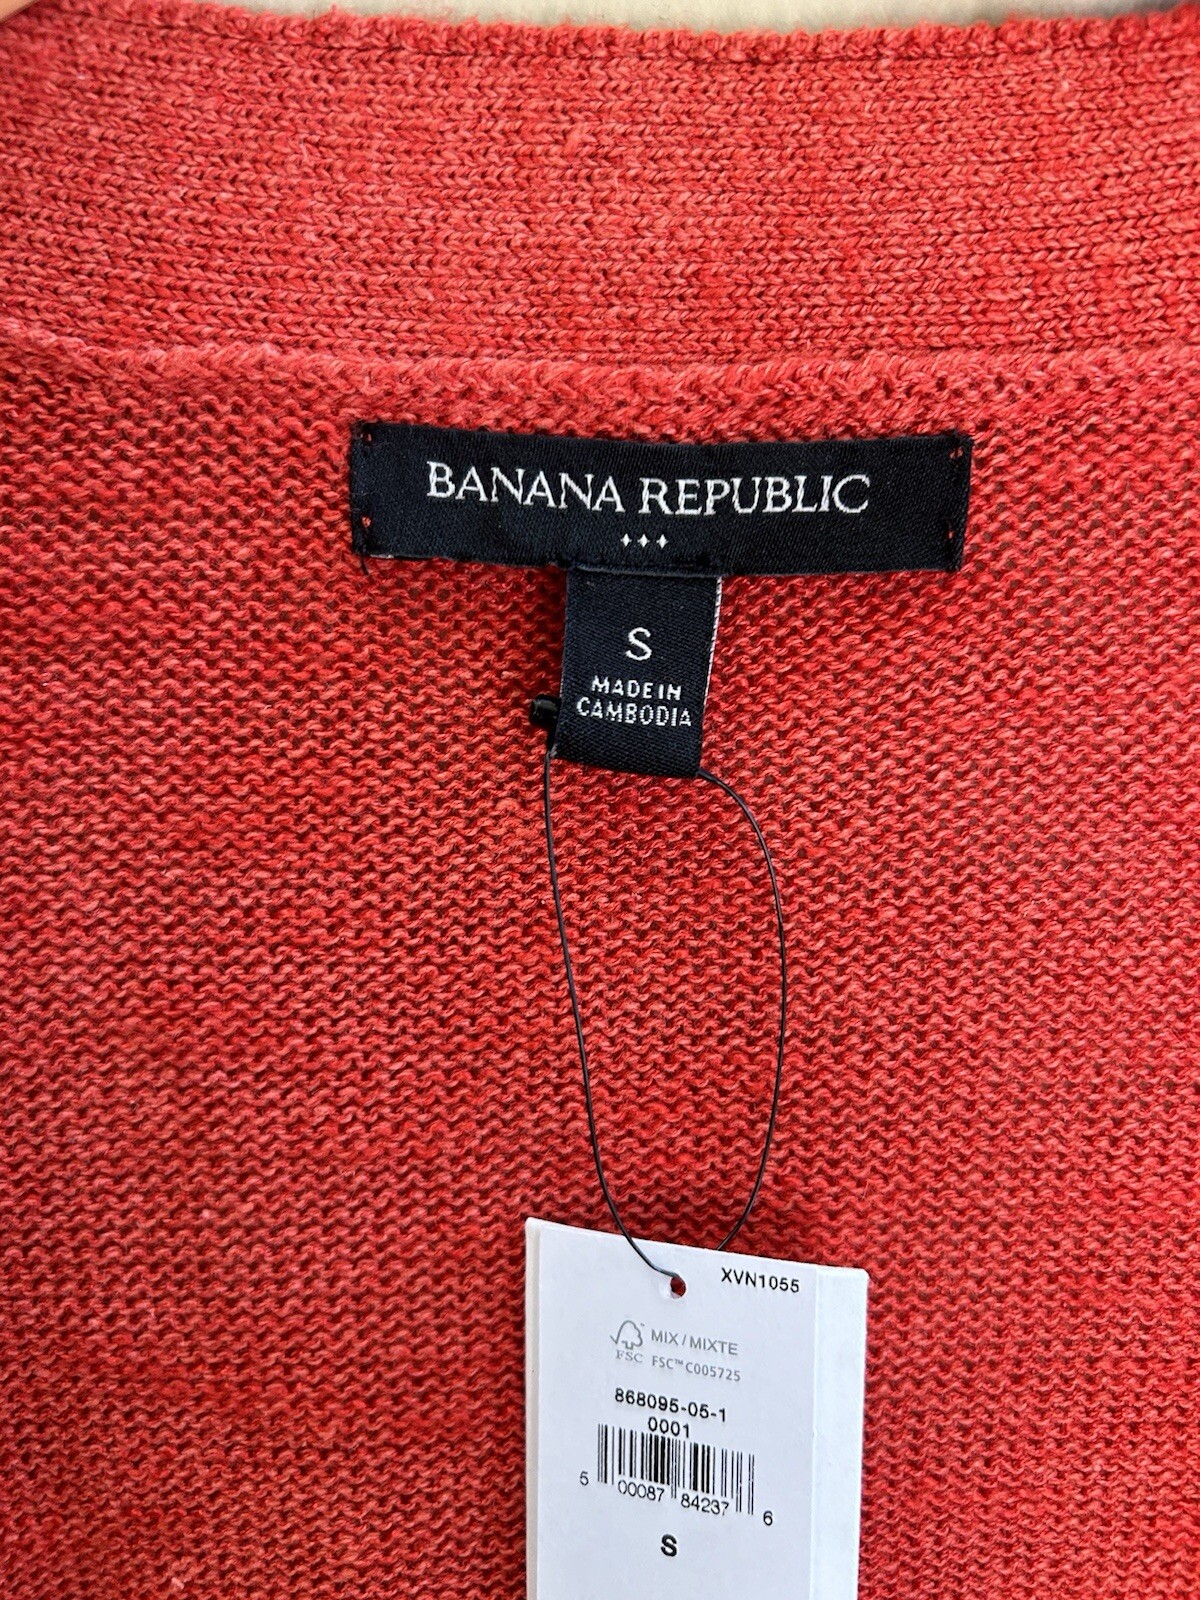 BANANA REPUBLIC
S
MADE IN
CAMBODIA
XVN1055
MIX / MIXTE
FSC FSC™ C005725
868095-05-1
0001
5 00087 84237 6
S